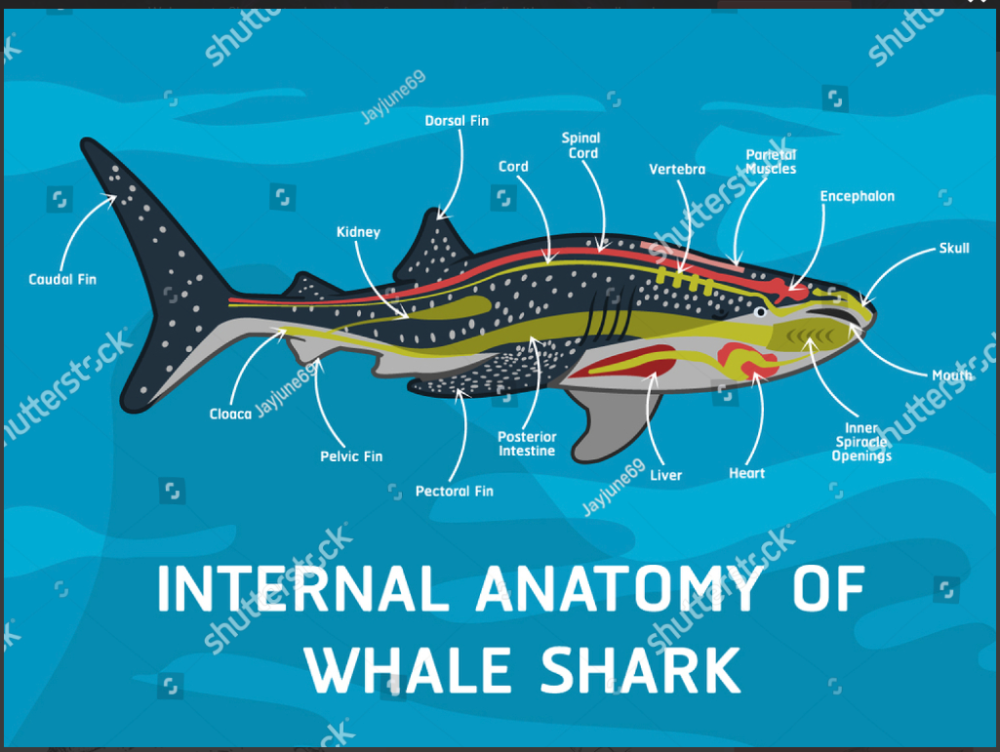 shutterstock
shutterstock
Jayjune69
Dorsal Fin
Spinal
Cord
Cord
Vertebra
Parietal
Muscles
shutterstock
Encephalon
Kidney
Skull
Caudal Fin
shutterstock
Mouth
shutterstock
Jayjune69
Cloaca
Pelvic Fin
Posterior
Intestine
Inner
Spiracle
Openings
Pectoral Fin
Liver
Heart
Jayjune69
shutterstock
shutterstock
INTERNAL ANATOMY OF
WHALE SHARK